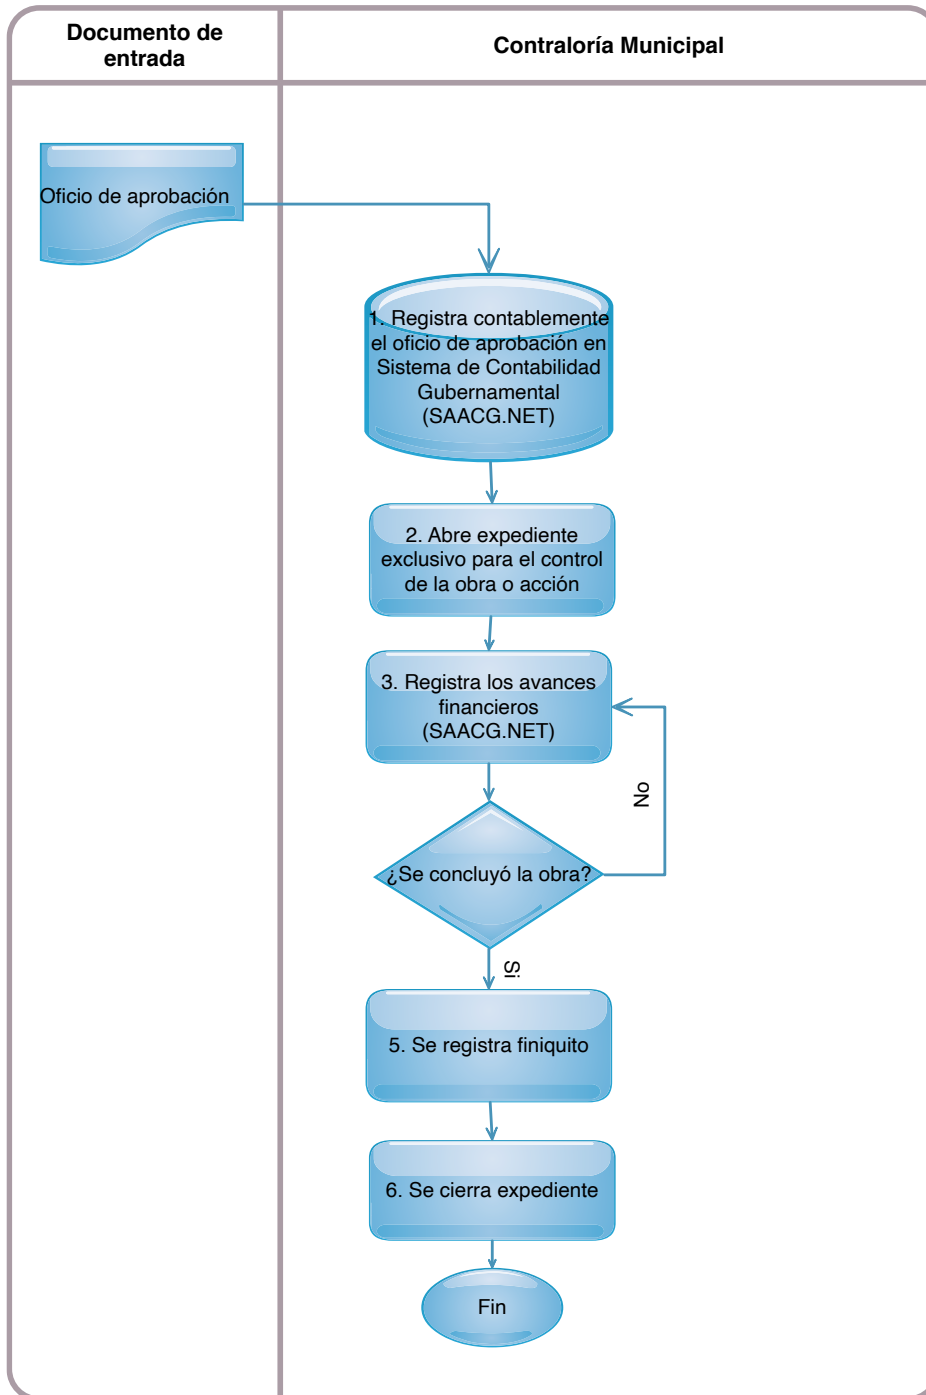 Documento de
entrada
Contraloría Municipal
Oficio de aprobación
1. Registra contablemente
el oficio de aprobación en
Sistema de Contabilidad
Gubernamental
(SAACG.NET)
2. Abre expediente
exclusivo para el control
de la obra o acción
3. Registra los avances
financieros
(SAACG.NET)
No
¿Se concluyó la obra?
Si
5. Se registra finiquito
6. Se cierra expediente
Fin